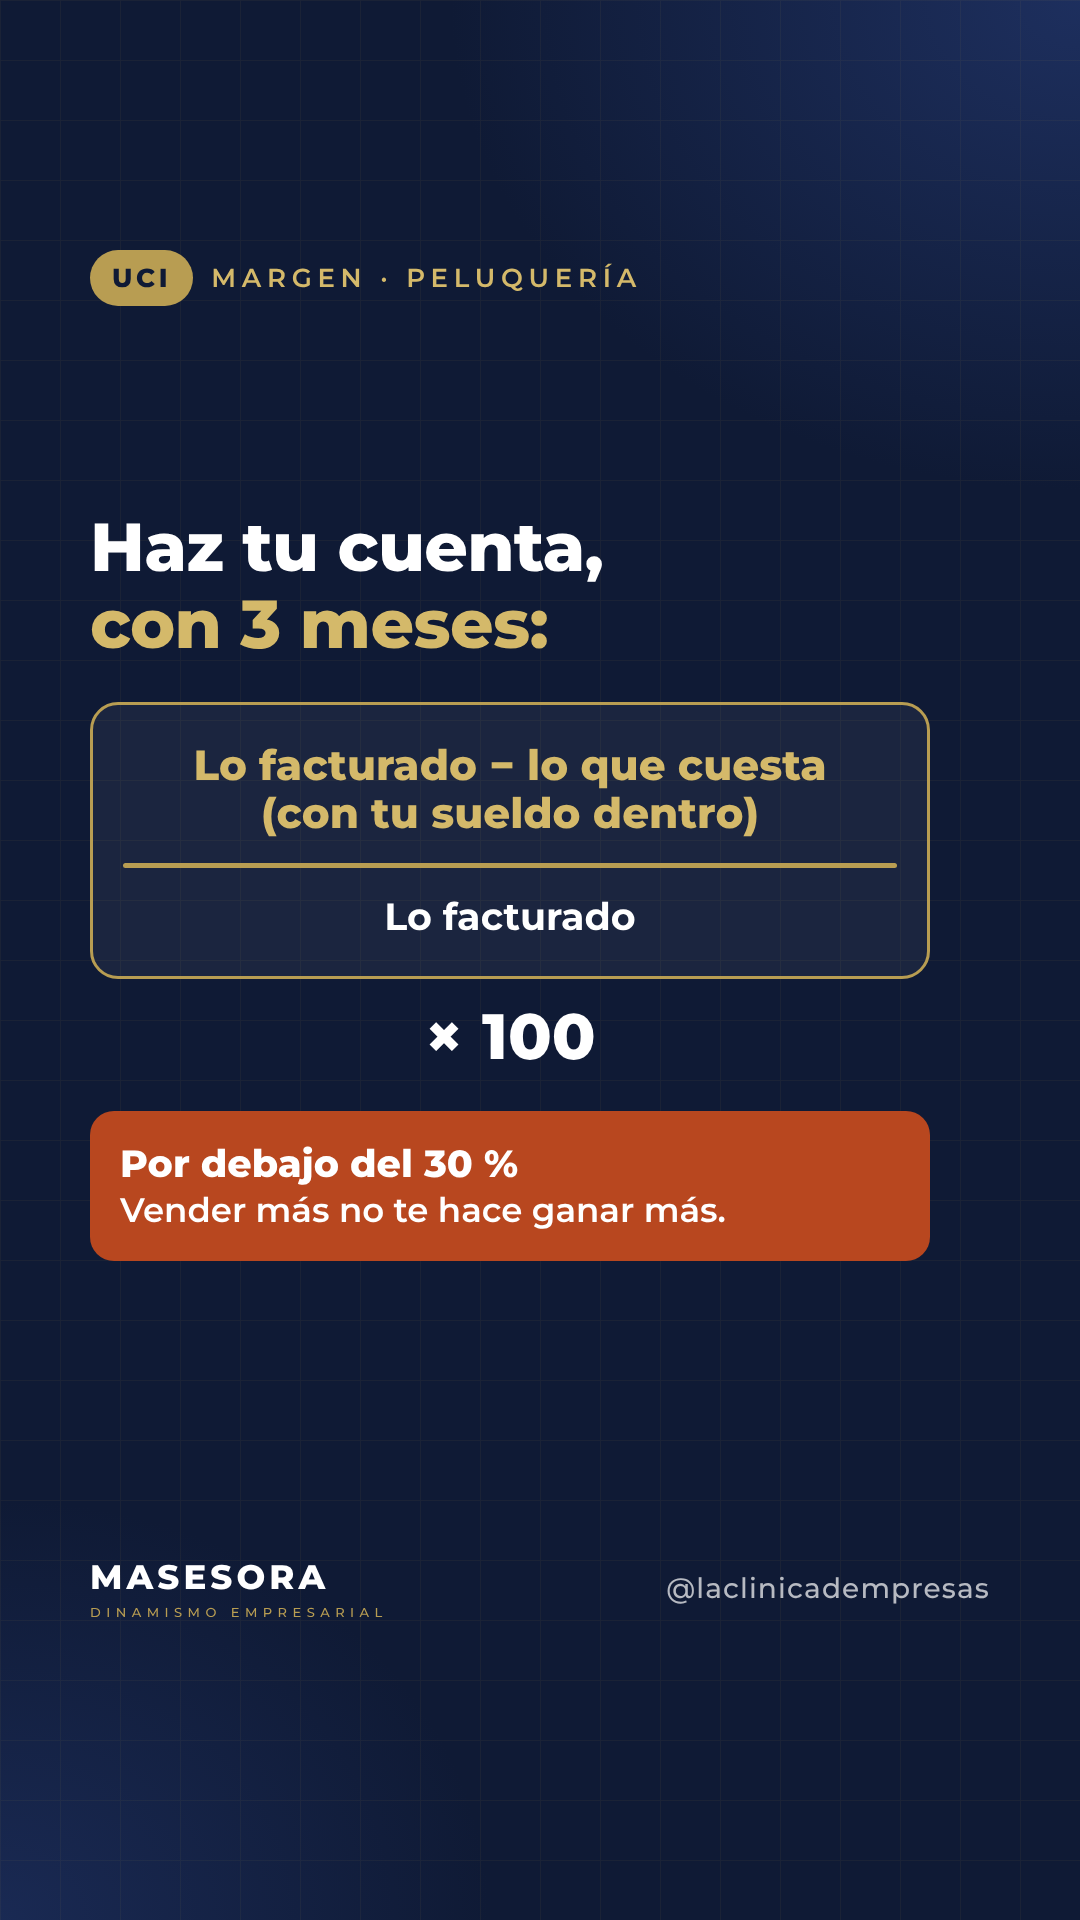 UCI MARGEN · PELUQUERÍA
Haz tu cuenta,
con 3 meses:
Lo facturado − lo que cuesta
(con tu sueldo dentro)
Lo facturado
× 100
Por debajo del 30 %
Vender más no te hace ganar más.
MASESORA
DINAMISMO EMPRESARIAL
@laclinicadempresas